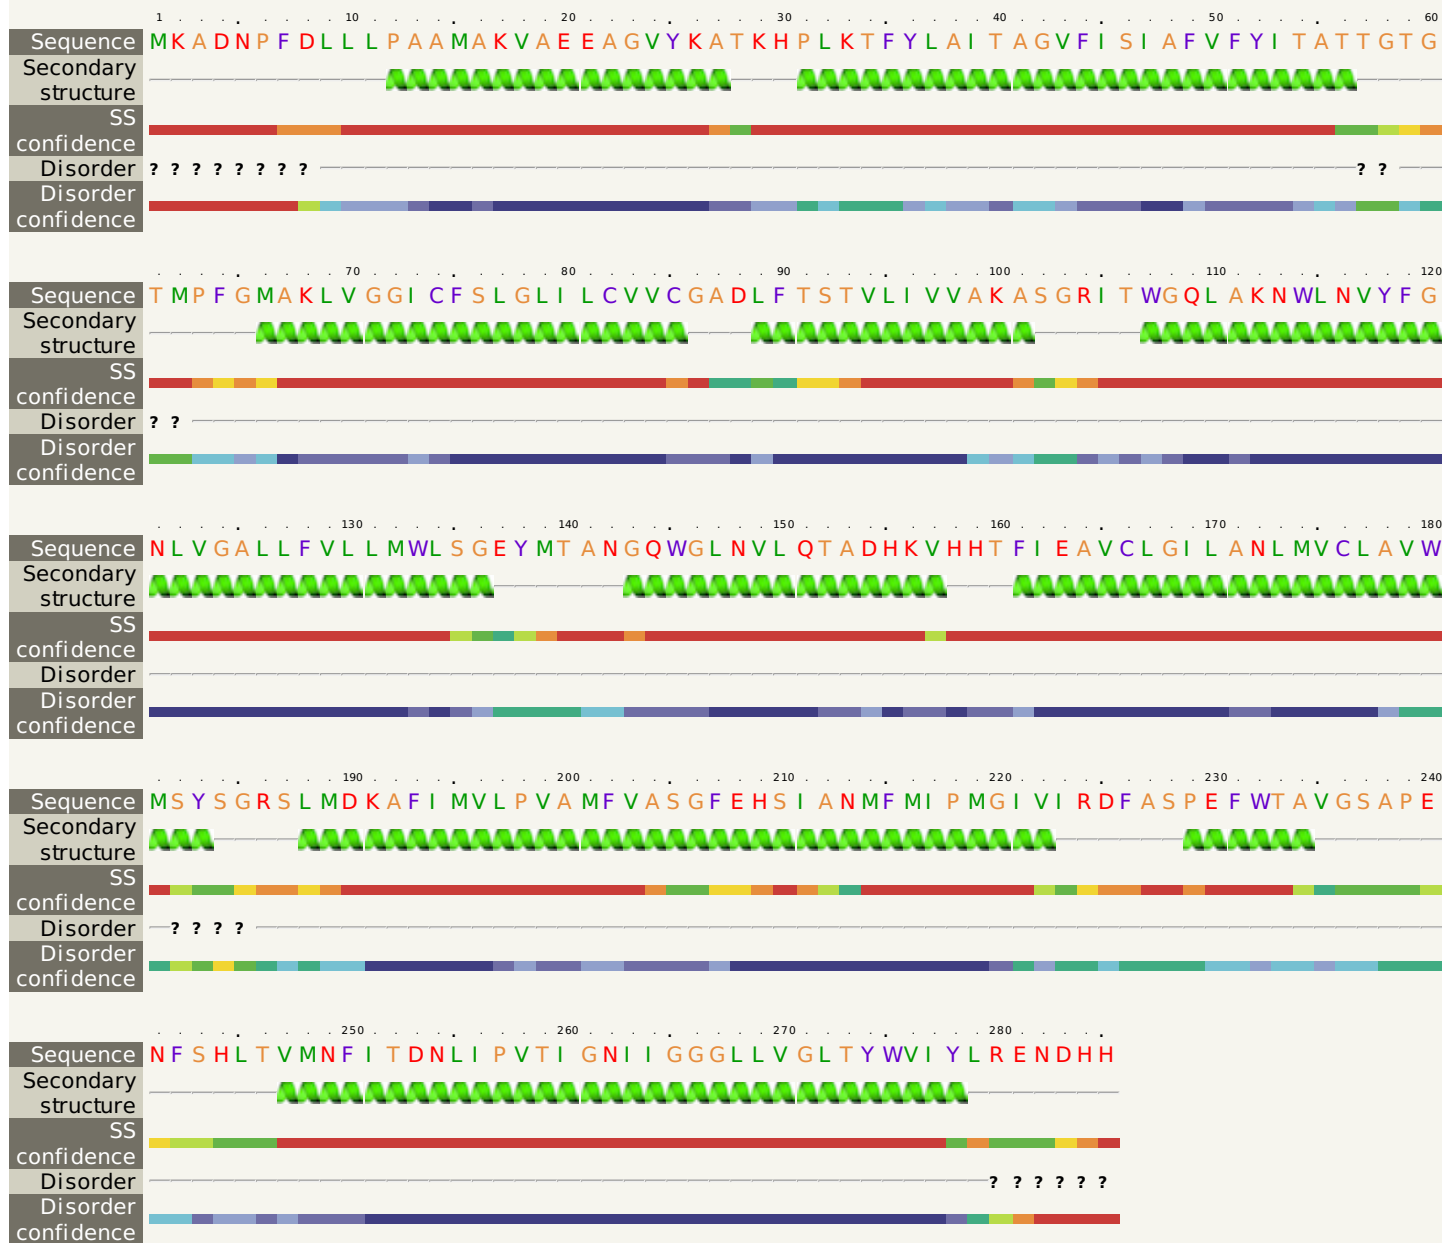 1 . . . . 10 . . . . 20 . . . . 30 . . . . 40 . . . . 50 . . . . 60
Sequence MKADNPFDLLLPAAMAKVAEEAGVYKATKHPLKTFYLAITAGVFISIAFVFYITATTGTG
Secondary
structure
SS
confidence
Disorder ? ? ? ? ? ? ? ? ? ?
Disorder
confidence
. . . . 70 . . . . 80 . . . . 90 . . . . 100 . . . . 110 . . . . 120
Sequence TMPFGMAKLVGGICFSLGLILCVVCGADLFTSTVLIVVAKASGRITWGQLAKNWLNVYFG
Secondary
structure
SS
confidence
Disorder ? ?
Disorder
confidence
. . . . 130 . . . . 140 . . . . 150 . . . . 160 . . . . 170 . . . . 180
Sequence NLVGALLFVLLMWLSGEYMTANGQWGLNVLQTADHKVHHTFIEAVCLGILANLMVCLAVW
Secondary
structure
SS
confidence
Disorder
Disorder
confidence
. . . . 190 . . . . 200 . . . . 210 . . . . 220 . . . . 230 . . . . 240
Sequence MSYSGRSLMDKAFIMVLPVAMFVASGFEHSIANMFMIPMGIVIRDFASPEFWTAVGSAPE
Secondary
structure
SS
confidence
Disorder ? ? ? ?
Disorder
confidence
. . . . 250 . . . . 260 . . . . 270 . . . . 280 . . . .
Sequence NFSHLTVMNFITDNLIPVTIGNIIGGGLLVGLTYWVIYLRENDHH
Secondary
structure
SS
confidence
Disorder ? ? ? ? ? ?
Disorder
confidence